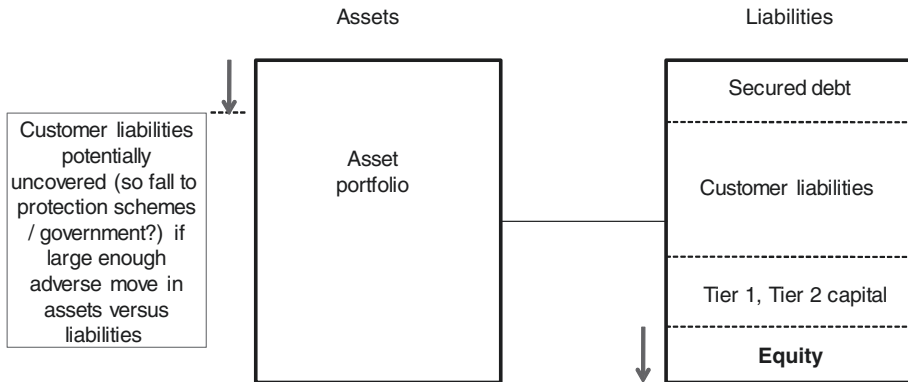 Assets
Liabilities
Secured debt
Customer liabilities
potentially
uncovered (so fall to
protection schemes
/ government?) if
large enough
adverse move in
assets versus
liabilities
Asset
portfolio
Customer liabilities
Tier 1, Tier 2 capital
Equity